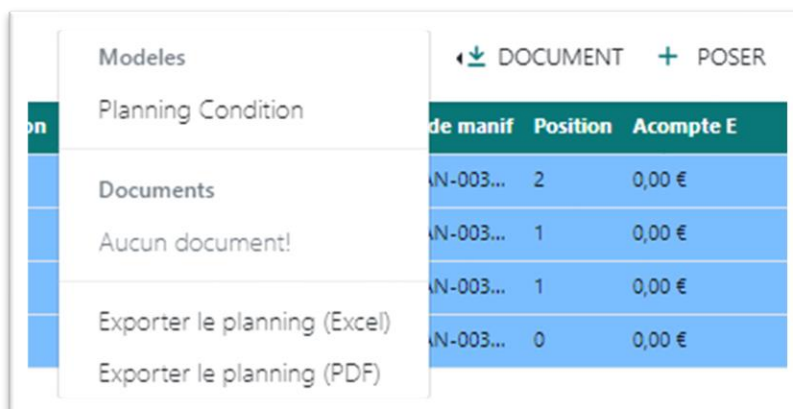 Modeles
DOCUMENT + POSER
Planning Condition
on de manif Position Acompte E
Documents
AN-003... 2 0,00 €
Aucun document!
AN-003... 1 0,00 €
AN-003... 1 0,00 €
Exporter le planning (Excel)
AN-003... 0 0,00 €
Exporter le planning (PDF)